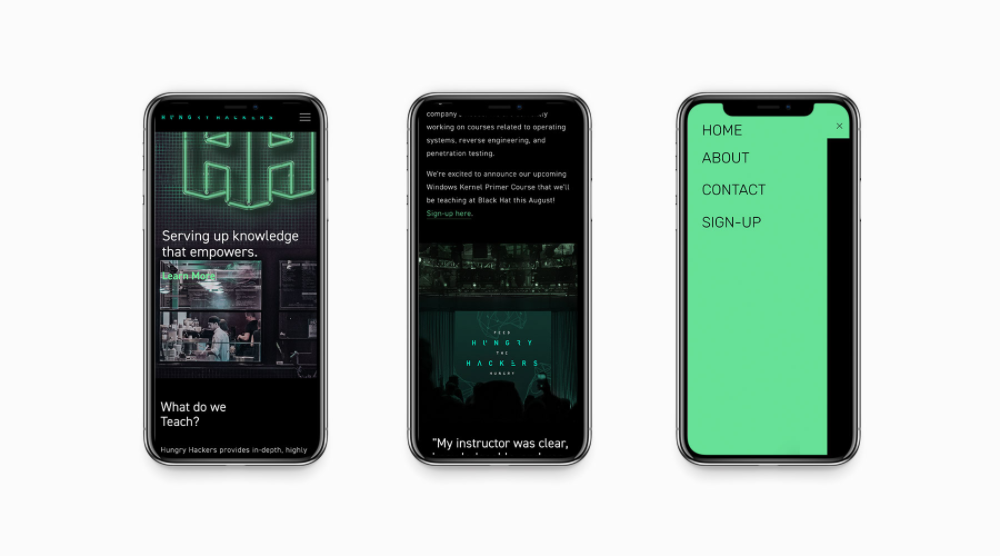 HUNGRY HACKERS
HH
Serving up knowledge
that empowers.
Learn More
What do we
Teach?
Hungry Hackers provides in-depth, highly
company
working on courses related to operating
systems, reverse engineering, and
penetration testing.
We're excited to announce our upcoming
Windows Kernel Primer Course that we'll
be teaching at Black Hat this August!
Sign-up here.
FEED
HUNGRY
THE
HACKERS
HUNGRY
"My instructor was clear,
HOME
ABOUT
CONTACT
SIGN-UP